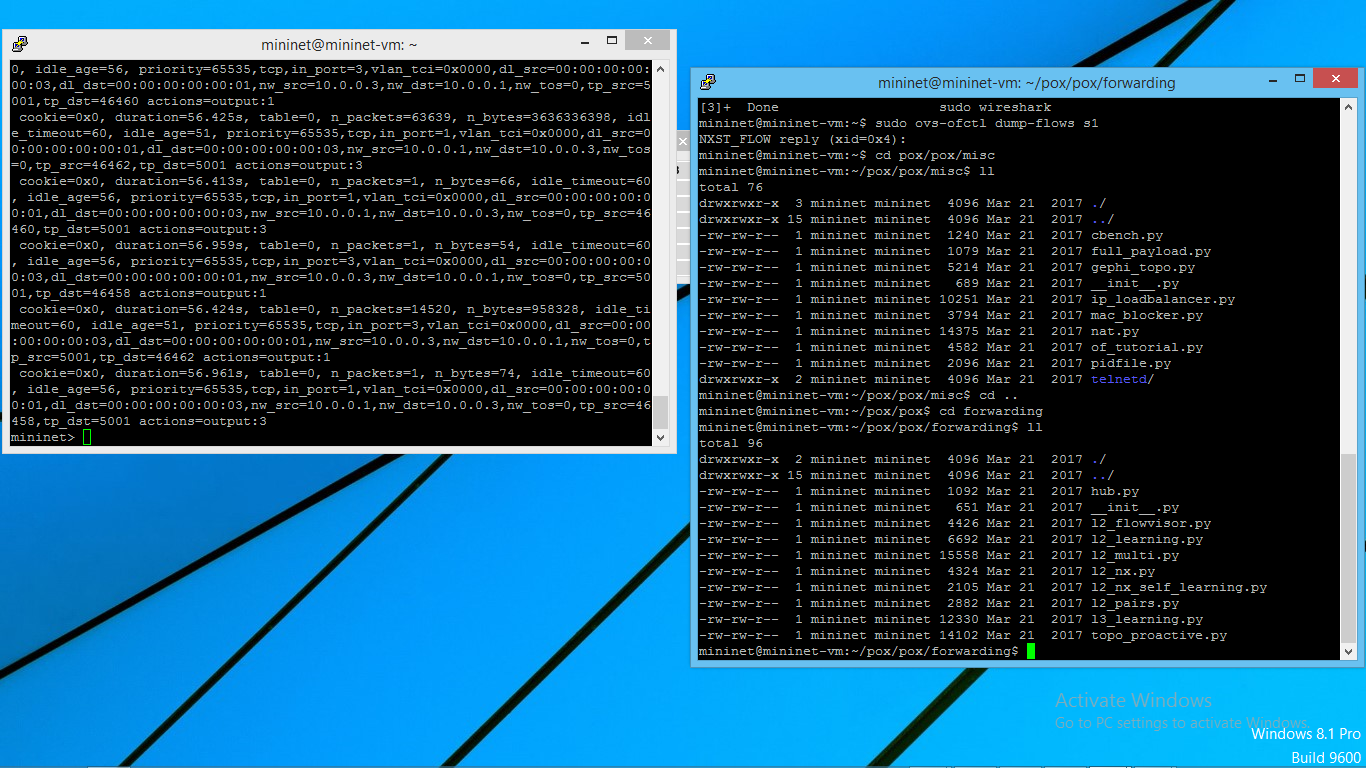 mininet@mininet-vm: ~
0, idle_age=56, priority=65535,tcp,in_port=3,vlan_tci=0x0000,dl_src=00:00:00:00:
00:03,dl_dst=00:00:00:00:00:01,nw_src=10.0.0.3,nw_dst=10.0.0.1,nw_tos=0,tp_src=5
001,tp_dst=46460 actions=output:1
cookie=0x0, duration=56.425s, table=0, n_packets=63639, n_bytes=3636336398, idl
e_timeout=60, idle_age=51, priority=65535,tcp,in_port=1,vlan_tci=0x0000,dl_src=0
0:00:00:00:00:01,dl_dst=00:00:00:00:00:03,nw_src=10.0.0.1,nw_dst=10.0.0.3,nw_tos
=0,tp_src=46462,tp_dst=5001 actions=output:3
cookie=0x0, duration=56.413s, table=0, n_packets=1, n_bytes=66, idle_timeout=60
, idle_age=56, priority=65535,tcp,in_port=1,vlan_tci=0x0000,dl_src=00:00:00:00:0
0:01,dl_dst=00:00:00:00:00:03,nw_src=10.0.0.1,nw_dst=10.0.0.3,nw_tos=0,tp_src=46
460,tp_dst=5001 actions=output:3
cookie=0x0, duration=56.959s, table=0, n_packets=1, n_bytes=54, idle_timeout=60
, idle_age=56, priority=65535,tcp,in_port=3,vlan_tci=0x0000,dl_src=00:00:00:00:0
0:03,dl_dst=00:00:00:00:00:01,nw_src=10.0.0.3,nw_dst=10.0.0.1,nw_tos=0,tp_src=50
01,tp_dst=46458 actions=output:1
cookie=0x0, duration=56.424s, table=0, n_packets=14520, n_bytes=958328, idle_ti
meout=60, idle_age=51, priority=65535,tcp,in_port=3,vlan_tci=0x0000,dl_src=00:00
:00:00:00:03,dl_dst=00:00:00:00:00:01,nw_src=10.0.0.3,nw_dst=10.0.0.1,nw_tos=0,t
p_src=5001,tp_dst=46462 actions=output:1
cookie=0x0, duration=56.961s, table=0, n_packets=1, n_bytes=74, idle_timeout=60
, idle_age=56, priority=65535,tcp,in_port=1,vlan_tci=0x0000,dl_src=00:00:00:00:0
0:01,dl_dst=00:00:00:00:00:03,nw_src=10.0.0.1,nw_dst=10.0.0.3,nw_tos=0,tp_src=46
458,tp_dst=5001 actions=output:3
mininet>
mininet@mininet-vm: ~/pox/pox/forwarding
[3]+  Done                    sudo wireshark
mininet@mininet-vm:~$ sudo ovs-ofctl dump-flows s1
NXST_FLOW reply (xid=0x4):
mininet@mininet-vm:~$ cd pox/pox/misc
mininet@mininet-vm:~/pox/pox/misc$ ll
total 76
drwxrwxr-x  3 mininet mininet  4096 Mar 21  2017 ./
drwxrwxr-x 15 mininet mininet  4096 Mar 21  2017 ../
-rw-rw-r--  1 mininet mininet  1240 Mar 21  2017 cbench.py
-rw-rw-r--  1 mininet mininet  1079 Mar 21  2017 full_payload.py
-rw-rw-r--  1 mininet mininet  5214 Mar 21  2017 gephi_topo.py
-rw-rw-r--  1 mininet mininet   689 Mar 21  2017 __init__.py
-rw-rw-r--  1 mininet mininet 10251 Mar 21  2017 ip_loadbalancer.py
-rw-rw-r--  1 mininet mininet  3794 Mar 21  2017 mac_blocker.py
-rw-rw-r--  1 mininet mininet 14375 Mar 21  2017 nat.py
-rw-rw-r--  1 mininet mininet  4582 Mar 21  2017 of_tutorial.py
-rw-rw-r--  1 mininet mininet  2096 Mar 21  2017 pidfile.py
drwxrwxr-x  2 mininet mininet  4096 Mar 21  2017 telnetd/
mininet@mininet-vm:~/pox/pox/misc$ cd ..
mininet@mininet-vm:~/pox/pox$ cd forwarding
mininet@mininet-vm:~/pox/pox/forwarding$ ll
total 96
drwxrwxr-x  2 mininet mininet  4096 Mar 21  2017 ./
drwxrwxr-x 15 mininet mininet  4096 Mar 21  2017 ../
-rw-rw-r--  1 mininet mininet  1092 Mar 21  2017 hub.py
-rw-rw-r--  1 mininet mininet   651 Mar 21  2017 __init__.py
-rw-rw-r--  1 mininet mininet  4426 Mar 21  2017 l2_flowvisor.py
-rw-rw-r--  1 mininet mininet  6692 Mar 21  2017 l2_learning.py
-rw-rw-r--  1 mininet mininet 15558 Mar 21  2017 l2_multi.py
-rw-rw-r--  1 mininet mininet  4324 Mar 21  2017 l2_nx.py
-rw-rw-r--  1 mininet mininet  2105 Mar 21  2017 l2_nx_self_learning.py
-rw-rw-r--  1 mininet mininet  2882 Mar 21  2017 l2_pairs.py
-rw-rw-r--  1 mininet mininet 12330 Mar 21  2017 l3_learning.py
-rw-rw-r--  1 mininet mininet 14102 Mar 21  2017 topo_proactive.py
mininet@mininet-vm:~/pox/pox/forwarding$
Activate Windows
Go to PC settings to activate Windows.
Windows 8.1 Pro
Build 9600